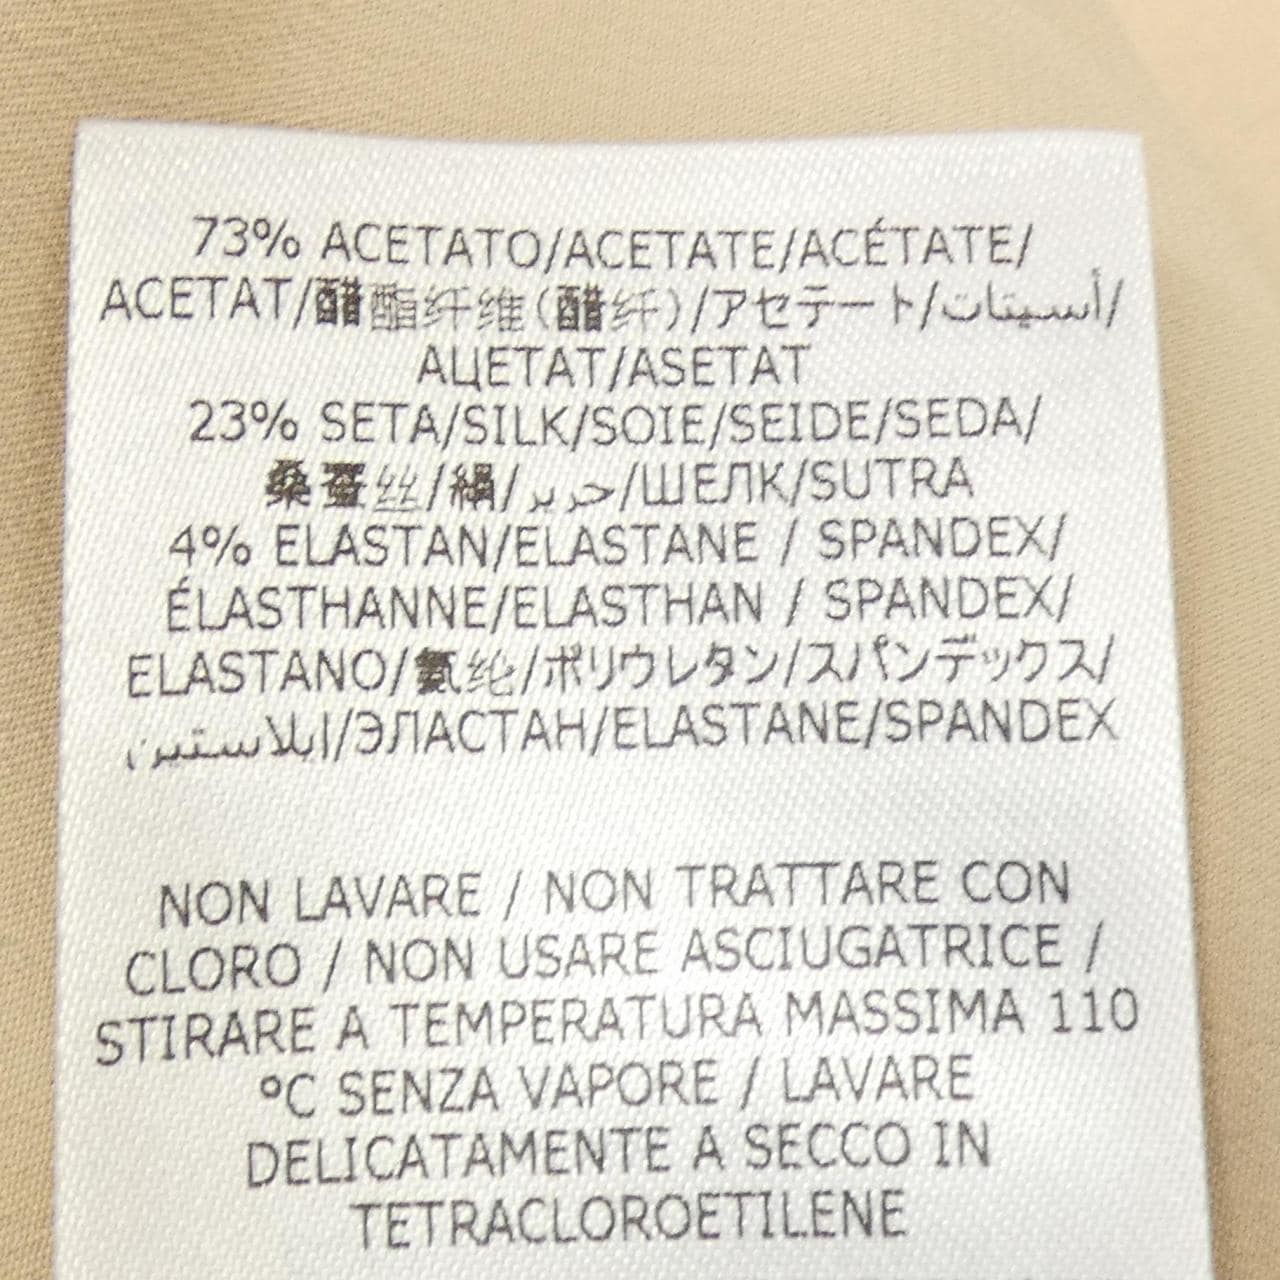 73% ACETATO/ACETATE/ACÉTATE/
ACETAT/醋酯纤维(醋纤)/アセテート/أسيتات/
АЦЕТАТ/ASETAT
23% SETA/SILK/SOIE/SEIDE/SEDA/
桑蚕丝/絹/حرير/ШЕЛК/SUTRA
4% ELASTAN/ELASTANE / SPANDEX/
ÉLASTHANNE/ELASTHAN / SPANDEX/
ELASTANO/氨纶/ポリウレタン/スパンデックス/
إيلاستين/ЭЛАСТАН/ELASTANE/SPANDEX
NON LAVARE / NON TRATTARE CON
CLORO / NON USARE ASCIUGATRICE /
STIRARE A TEMPERATURA MASSIMA 110
°C SENZA VAPORE / LAVARE
DELICATAMENTE A SECCO IN
TETRACLOROETILENE